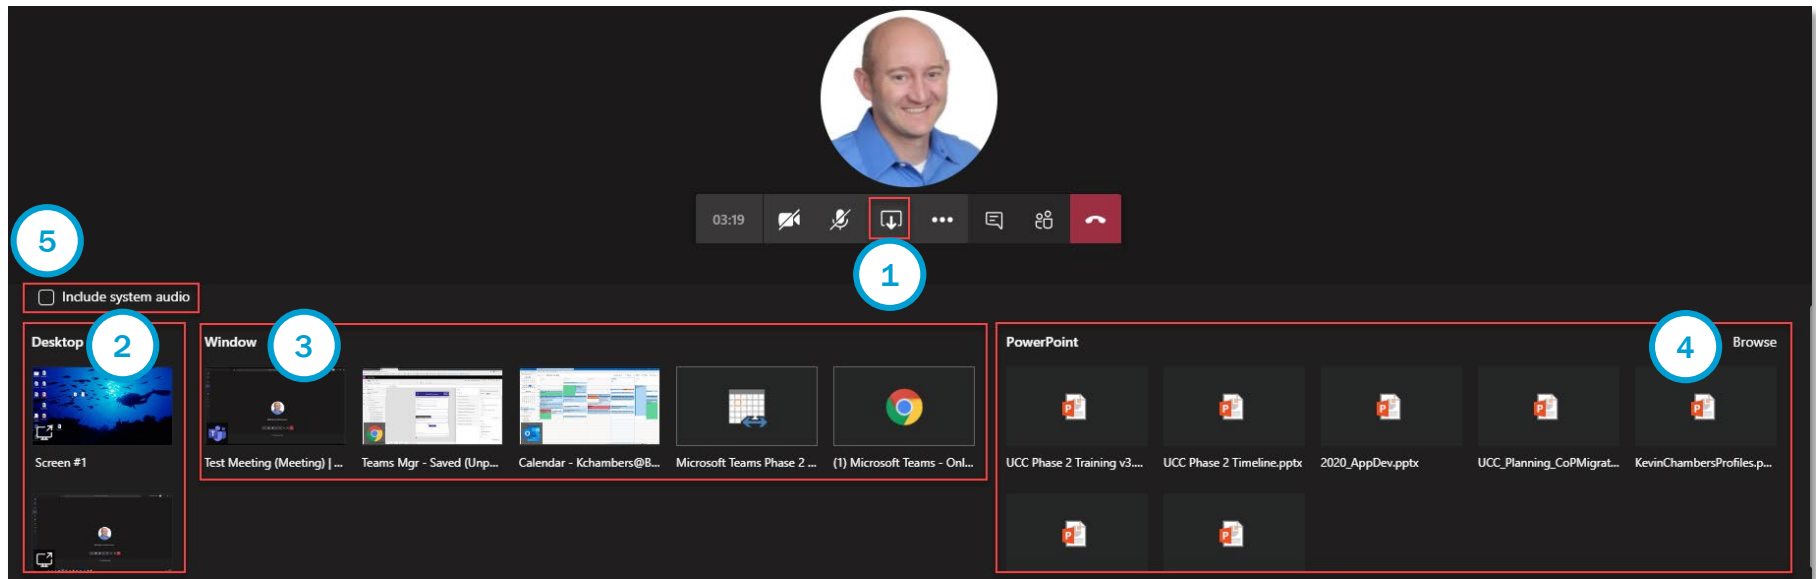 03:19
5
1
Include system audio
Desktop
2
Window
3
PowerPoint
4
Browse
Screen #1
Test Meeting (Meeting) | ...
Teams Mgr - Saved (Unp...
Calendar - Kchambers@B...
Microsoft Teams Phase 2 ...
(1) Microsoft Teams - Onl...
UCC Phase 2 Training v3....
UCC Phase 2 Timeline.pptx
2020_AppDev.pptx
UCC_Planning_CoPMigrat...
KevinChambersProfiles.p...